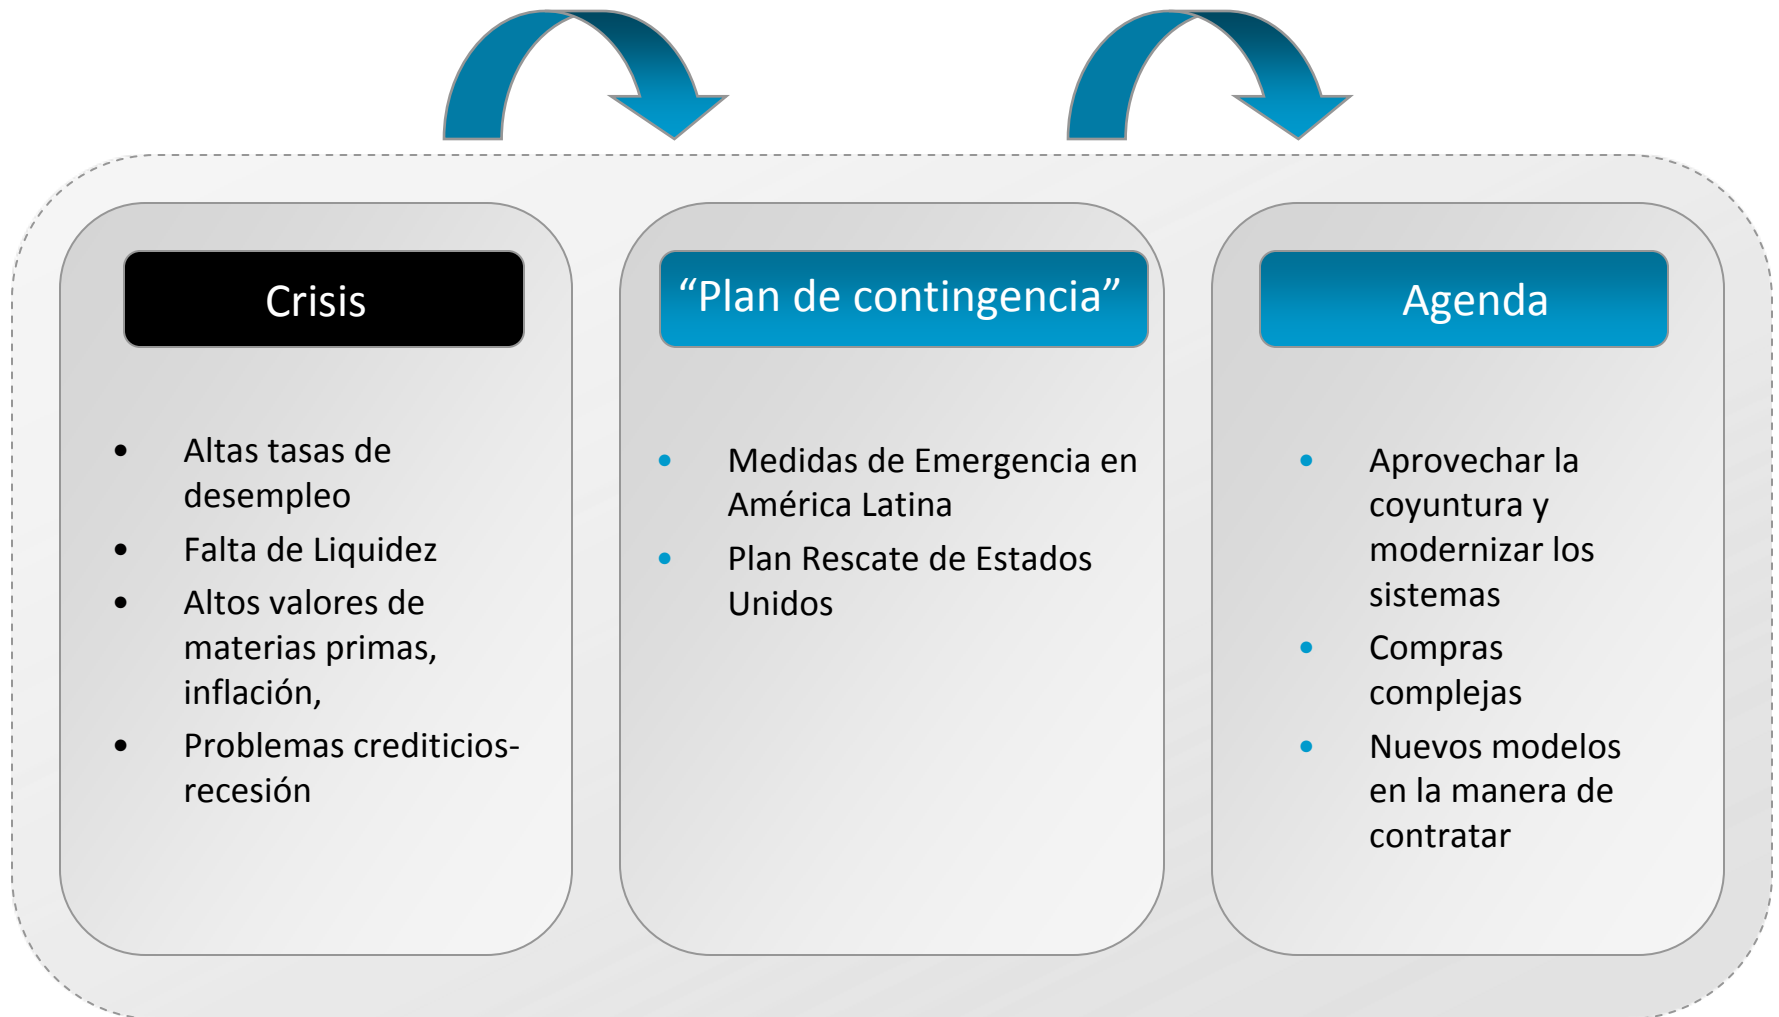 Crisis
• Altas tasas de
desempleo
• Falta de Liquidez
• Altos valores de
materias primas,
inflación,
• Problemas crediticios-
recesión
“Plan de contingencia”
• Medidas de Emergencia en
América Latina
• Plan Rescate de Estados
Unidos
Agenda
• Aprovechar la
coyuntura y
modernizar los
sistemas
• Compras
complejas
• Nuevos modelos
en la manera de
contratar